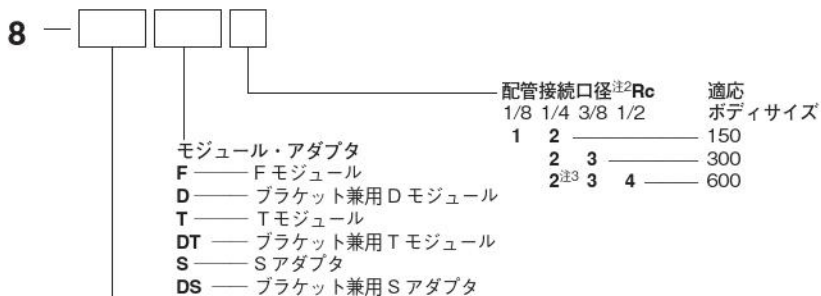 8 —
配管接続口径注2Rc 適応
1/8 1/4 3/8 1/2 ボディサイズ
1 2 —— 150
2 3 —— 300
2注3 3 4 —— 600
モジュール・アダプタ
F —— Fモジュール
D —— ブラケット兼用Dモジュール
T —— Tモジュール
DT —— ブラケット兼用Tモジュール
S —— Sアダプタ
DS —— ブラケット兼用Sアダプタ